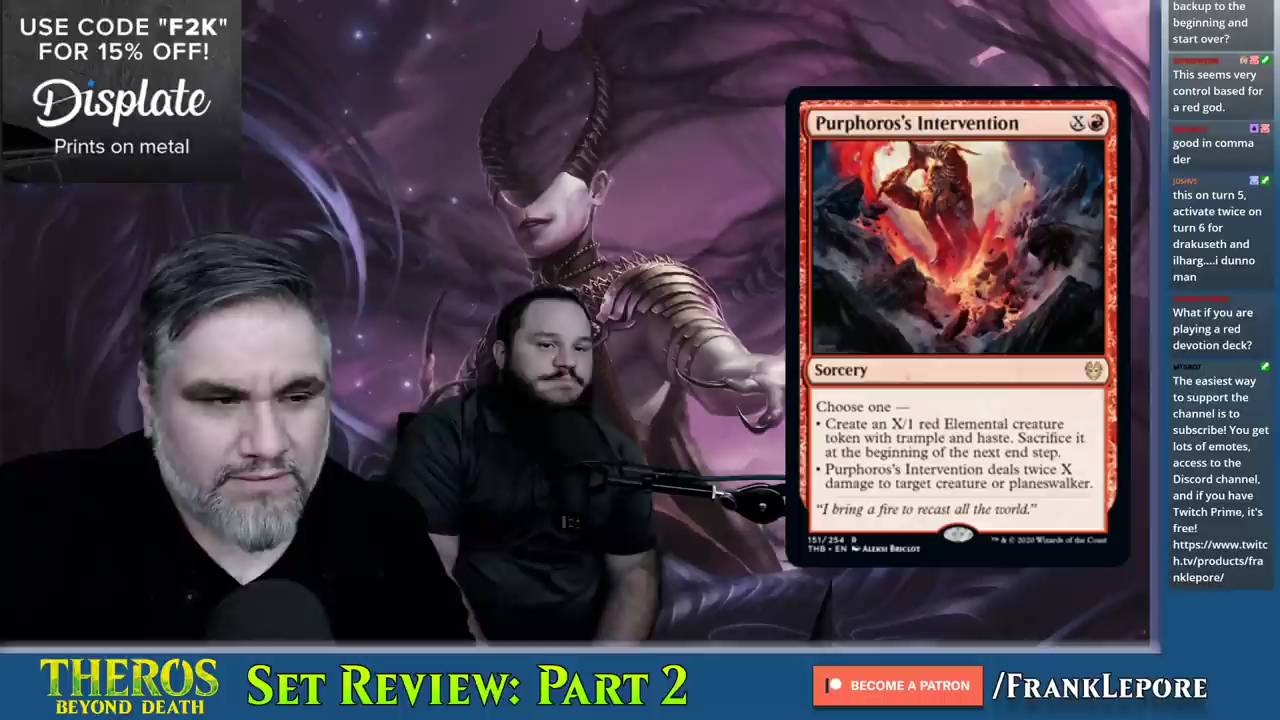 USE CODE "F2K"
FOR 15% OFF!
Displate
Prints on metal
Purphoros's Intervention
X
Sorcery
Choose one —
• Create an X/1 red Elemental creature
token with trample and haste. Sacrifice it
at the beginning of the next end step.
• Purphoros's Intervention deals twice X
damage to target creature or planeswalker.
"I bring a fire to recast all the world."
151/254 R
THB • EN ALEKSI BRICLOT
™ & © 2020 Wizards of the Coast
backup to the
beginning and
start over?
This seems very
control based for
a red god.
good in comma
der
this on turn 5,
activate twice on
turn 6 for
drakuseth and
ilharg....i dunno
man
What if you are
playing a red
devotion deck?
The easiest way
to support the
channel is to
subscribe! You get
lots of emotes,
access to the
Discord channel,
and if you have
Twitch Prime, it's
free!
https://www.twitc
h.tv/products/fra
nklepore/
THEROS
BEYOND DEATH
SET REVIEW: PART 2
BECOME A PATRON
/FRANKLEPORE